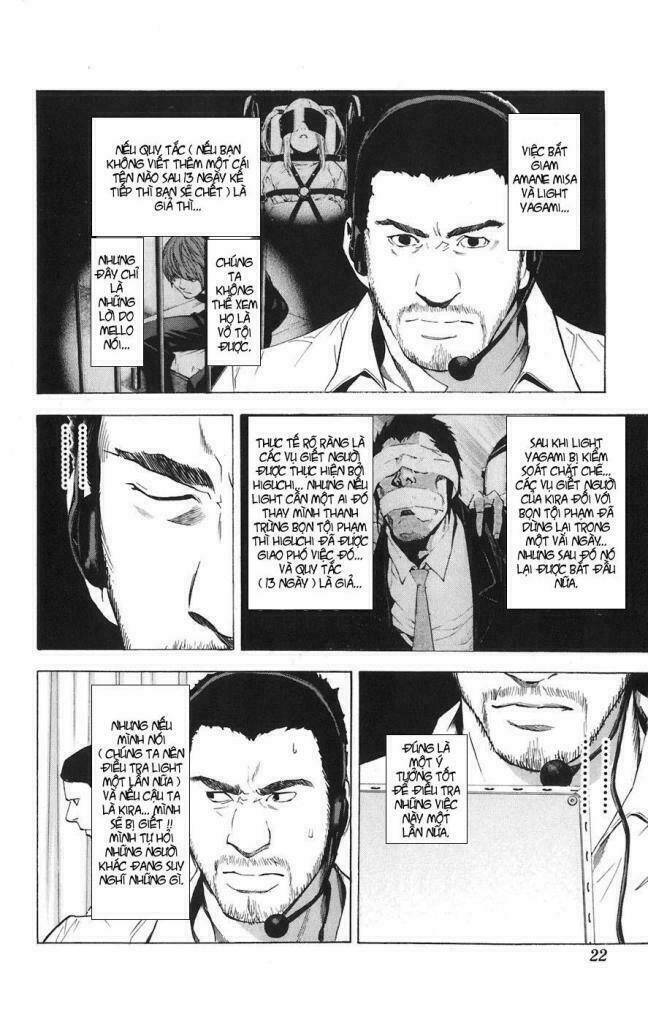 VIỆC BẮT
GIAM
AMANE MISA
VÀ LIGHT
YAGAMI...
NẾU QUY TẮC ( NẾU BẠN
KHÔNG VIẾT THÊM MỘT CÁI
TÊN NÀO SAU 13 NGÀY KẾ
TIẾP THÌ BẠN SẼ CHẾT ) LÀ
GIẢ THÌ...
CHÚNG
TA
KHÔNG
THỂ XEM
HỌ LÀ
VÔ TỘI
ĐƯỢC.
NHƯNG
ĐÂY CHỈ
LÀ
NHỮNG
LỜI DO
MELLO
NÓI...
SAU KHI LIGHT
YAGAMI BỊ KIỂM
SOÁT CHẶT CHẼ...
CÁC VỤ GIẾT NGƯỜI
CỦA KIRA ĐỐI VỚI
BỌN TỘI PHẠM ĐÃ
DỪNG LẠI TRONG
MỘT VÀI NGÀY...
NHƯNG SAU ĐÓ NÓ
LẠI ĐƯỢC BẮT ĐẦU
NỮA.
THỰC TẾ RÕ RÀNG LÀ
CÁC VỤ GIẾT NGƯỜI
ĐƯỢC THỰC HIỆN BỞI
HIGUCHI... NHƯNG NẾU
LIGHT CẦN MỘT AI ĐÓ
THAY MÌNH THANH
TRỪNG BỌN TỘI PHẠM
THÌ HIGUCHI ĐÃ ĐƯỢC
GIAO PHÓ VIỆC ĐÓ...
VÀ QUY TẮC
( 13 NGÀY ) LÀ GIẢ...
ĐÚNG LÀ
MỘT Ý
TƯỞNG TỐT
ĐỂ ĐIỀU TRA
NHỮNG VIỆC
NÀY MỘT
LẦN NỮA.
NHƯNG NẾU
MÌNH NÓI
( CHÚNG TA NÊN
ĐIỀU TRA LIGHT
MỘT LẦN NỮA )
VÀ NẾU CẬU TA
LÀ KIRA... MÌNH
SẼ BỊ GIẾT !!
MÌNH TỰ HỎI
NHỮNG NGƯỜI
KHÁC ĐANG SUY
NGHĨ NHỮNG GÌ.
22